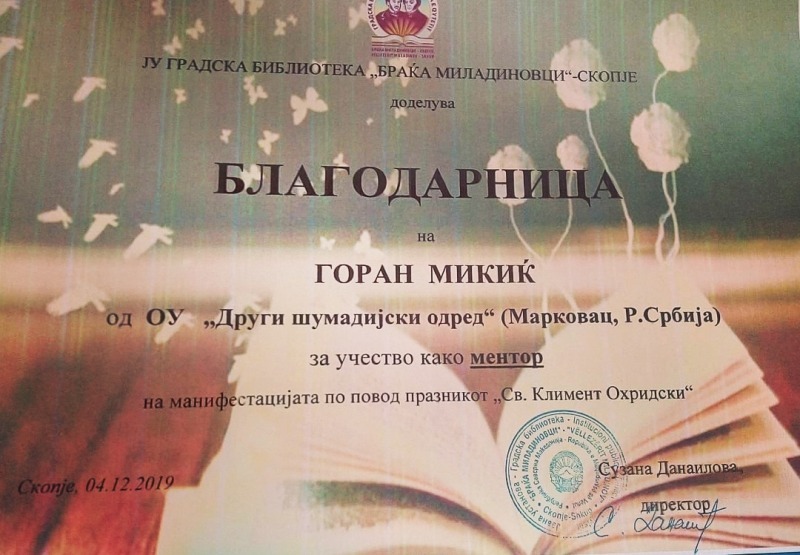 ЈУ ГРАДСКА БИБЛИОТЕКА „БРАЌА МИЛАДИНОВЦИ“-СКОПЈЕ
доделува
БЛАГОДАРНИЦА
на
ГОРАН МИКИЌ
од ОУ „Други шумадијски одред“ (Марковац, Р.Србија)
за учество како ментор
на манифестацијата по повод празникот „Св. Климент Охридски“
Скопје, 04.12.2019
Сузана Данаилова,
директор